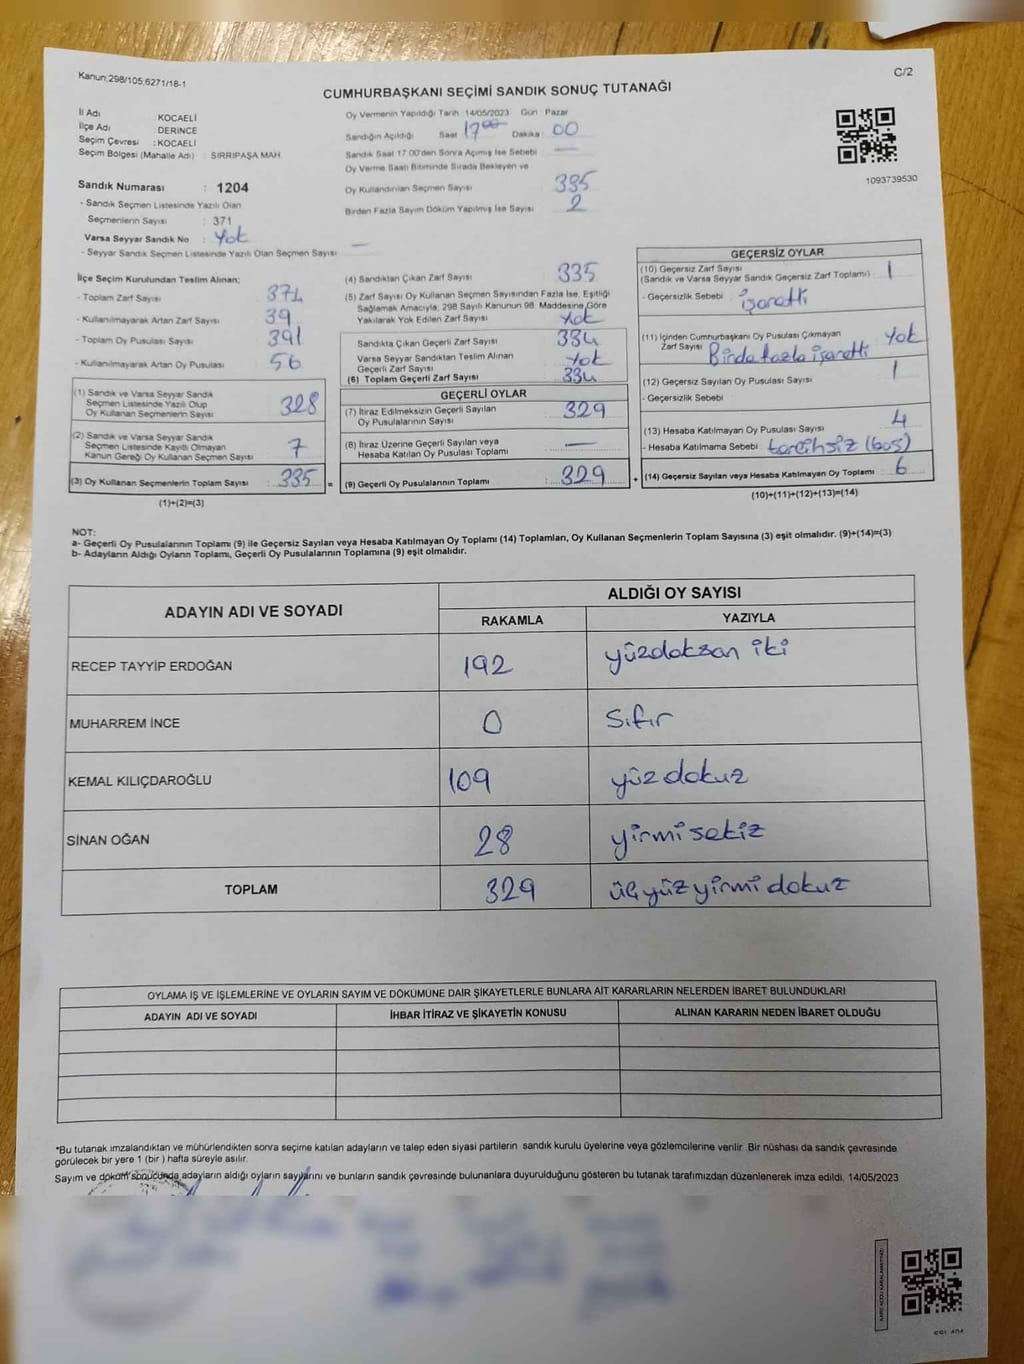 Kanun:298/105;6271/18-1
C/2
CUMHURBAŞKANI SEÇİMİ SANDIK SONUÇ TUTANAĞI
İl Adı : KOCAELİ
İlçe Adı : DERİNCE
Seçim Çevresi : KOCAELİ
Seçim Bölgesi (Mahalle Adı) : SIRRIPAŞA MAH.
Sandık Numarası : 1204
- Sandık Seçmen Listesinde Yazılı Olan
Seçmenlerin Sayısı : 371
Varsa Seyyar Sandık No : Yok
- Seyyar Sandık Seçmen Listesinde Yazılı Olan Seçmen Sayısı: —
Oy Vermenin Yapıldığı Tarih 14/05/2023 Gün : Pazar
Sandığın Açıldığı Saat 17:00 Dakika : 00
Sandık Saat 17.00'den Sonra Açımış İse Sebebi : —
Oy Verme Saati Bitiminde Sırada Bekleyen ve
Oy Kullandırılan Seçmen Sayısı : 335
Birden Fazla Sayım Döküm Yapılmış İse Sayısı : 2
1093739530
İlçe Seçim Kurulundan Teslim Alınan;
- Toplam Zarf Sayısı : 374
- Kullanılmayarak Artan Zarf Sayısı : 39
- Toplam Oy Pusulası Sayısı : 391
- Kullanılmayarak Artan Oy Pusulası : 56
(1) Sandık ve Varsa Seyyar Sandık
Seçmen Listesinde Yazılı Olup
Oy Kullanan Seçmenlerin Sayısı : 328
(2) Sandık ve Varsa Seyyar Sandık
Seçmen Listesinde Kayıtlı Olmayan
Kanun Gereği Oy Kullanan Seçmen Sayısı : 7
(3) Oy Kullanan Seçmenlerin Toplam Sayısı : 335 =
(1)+(2)=(3)
(4) Sandıktan Çıkan Zarf Sayısı : 335
(5) Zarf Sayısı Oy Kullanan Seçmen Sayısından Fazla İse, Eşitliği
Sağlamak Amacıyla; 298 Sayılı Kanunun 98. Maddesine Göre
Yakılarak Yok Edilen Zarf Sayısı : Yok
Sandıkta Çıkan Geçerli Zarf Sayısı : 334
Varsa Seyyar Sandıktan Teslim Alınan
Geçerli Zarf Sayısı : Yok
(6) Toplam Geçerli Zarf Sayısı : 334
GEÇERLİ OYLAR
(7) İtiraz Edilmeksizin Geçerli Sayılan
Oy Pusulalarının Sayısı : 329
(8) İtiraz Üzerine Geçerli Sayılan veya
Hesaba Katılan Oy Pusulası Toplamı : —
(9) Geçerli Oy Pusulalarının Toplamı : 329 +
GEÇERSİZ OYLAR
(10) Geçersiz Zarf Sayısı
(Sandık ve Varsa Seyyar Sandık Geçersiz Zarf Toplamı) : 1
- Geçersizlik Sebebi : işaretli
(11) İçinden Cumhurbaşkanı Oy Pusulası Çıkmayan
Zarf Sayısı : Yok
Birde fazla işaretli
(12) Geçersiz Sayılan Oy Pusulası Sayısı : 1
- Geçersizlik Sebebi
(13) Hesaba Katılmayan Oy Pusulası Sayısı : 4
- Hesaba Katılmama Sebebi : tercihsiz (boş)
(14) Geçersiz Sayılan veya Hesaba Katılmayan Oy Toplamı : 6
(10)+(11)+(12)+(13)=(14)
NOT:
a- Geçerli Oy Pusulalarının Toplamı (9) ile Geçersiz Sayılan veya Hesaba Katılmayan Oy Toplamı (14) Toplamları, Oy Kullanan Seçmenlerin Toplam Sayısına (3) eşit olmalıdır. (9)+(14)=(3)
b- Adayların Aldığı Oyların Toplamı, Geçerli Oy Pusulalarının Toplamına (9) eşit olmalıdır.
ADAYIN ADI VE SOYADI ALDIĞI OY SAYISI
RAKAMLA YAZIYLA
RECEP TAYYİP ERDOĞAN 192 yüzdoksan iki
MUHARREM İNCE 0 Sıfır
KEMAL KILIÇDAROĞLU 109 yüzdokuz
SİNAN OĞAN 28 yirmisekiz
TOPLAM 329 üçyüzyirmidokuz
OYLAMA İŞ VE İŞLEMLERİNE VE OYLARIN SAYIM VE DÖKÜMÜNE DAİR ŞİKAYETLERLE BUNLARA AİT KARARLARIN NELERDEN İBARET BULUNDUKLARI
ADAYIN ADI VE SOYADI İHBAR İTİRAZ VE ŞİKAYETİN KONUSU ALINAN KARARIN NEDEN İBARET OLDUĞU
*Bu tutanak imzalandıktan ve mühürlendikten sonra seçime katılan adayların ve talep eden siyasi partilerin sandık kurulu üyelerine veya gözlemcilerine verilir. Bir nüshası da sandık çevresinde
görülecek bir yere 1 (bir) hafta süreyle asılır.
Sayım ve döküm sonucunda adayların aldığı oyların sayılarını ve bunların sandık çevresinde bulunanlara duyurulduğunu gösteren bu tutanak tarafımızdan düzenlenerek imza edildi. 14/05/2023